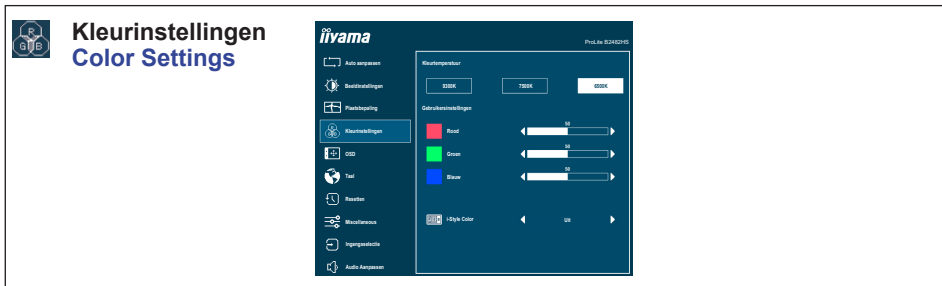 R
G B
Kleurinstellingen
Color Settings
iiyama
ProLite B2482HS
Auto aanpassen
Beeldinstellingen
Plaatsbepaling
Kleurinstellingen
OSD
Taal
Resetten
Miscellaneous
Ingangsselectie
Audio Aanpassen
Kleurtemperatuur
9300K 7500K 6500K
Gebruikersinstellingen
Rood 50
Groen 50
Blauw 50
i-Style Color Uit